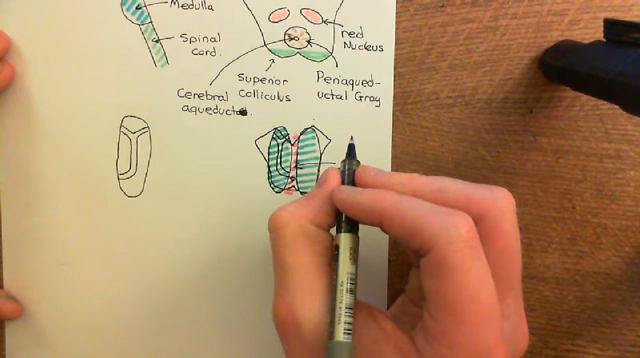 Medulla
Spinal
Cord.
red
Nucleus
Superior
Colliculus
Periaqued-
uctal Gray
Cerebral
aqueduct